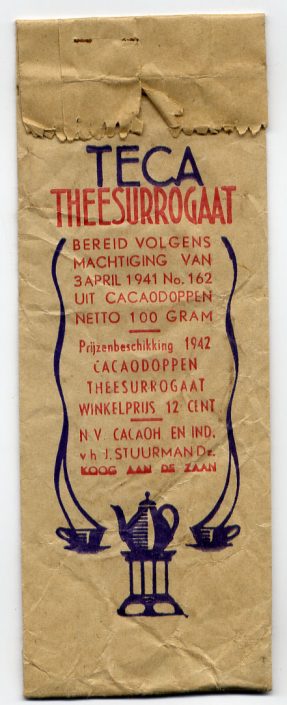 TECA
THEESURROGAAT
BEREID VOLGENS
MACHTIGING VAN
3 APRIL 1941 No. 162
UIT CACAODOPPEN
NETTO 100 GRAM
Prijzenbeschikking 1942
CACAODOPPEN
THEESURROGAAT
WINKELPRIJS 12 CENT
N.V. CACAOH. EN IND.
v h J. STUURMAN Dz.
KOOG AAN DE ZAAN